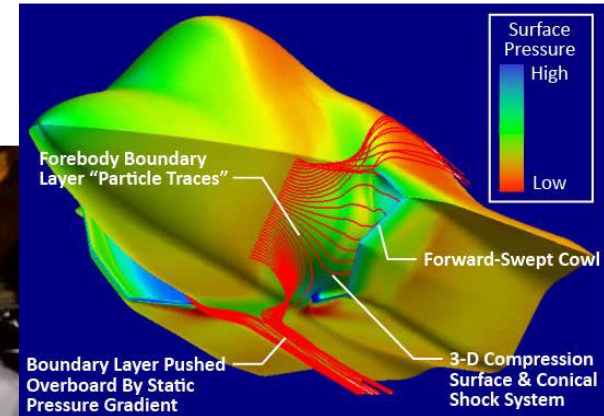 Surface
Pressure
High
Low
Forebody Boundary
Layer “Particle Traces”
Forward-Swept Cowl
3-D Compression
Surface & Conical
Shock System
Boundary Layer Pushed
Overboard By Static
Pressure Gradient